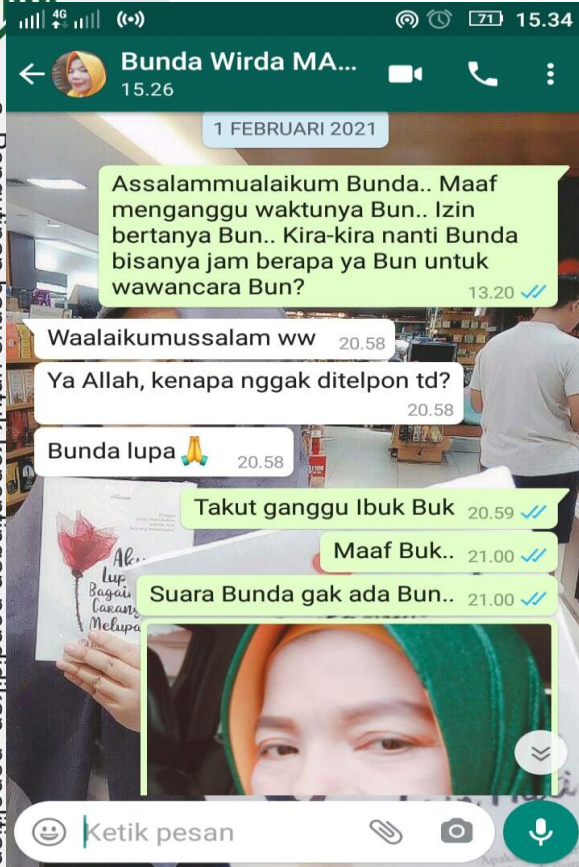 4G
71
15.34
Bunda Wirda MA...
15.26
1 FEBRUARI 2021
Assalammualaikum Bunda.. Maaf
menganggu waktunya Bun.. Izin
bertanya Bun.. Kira-kira nanti Bunda
bisanya jam berapa ya Bun untuk
wawancara Bun?
13.20
Waalaikumussalam ww 20.58
Ya Allah, kenapa nggak ditelpon td?
20.58
Bunda lupa🙏 20.58
Takut ganggu Ibuk Buk 20.59
Maaf Buk.. 21.00
Suara Bunda gak ada Bun.. 21.00
Melupa
Ketik pesan